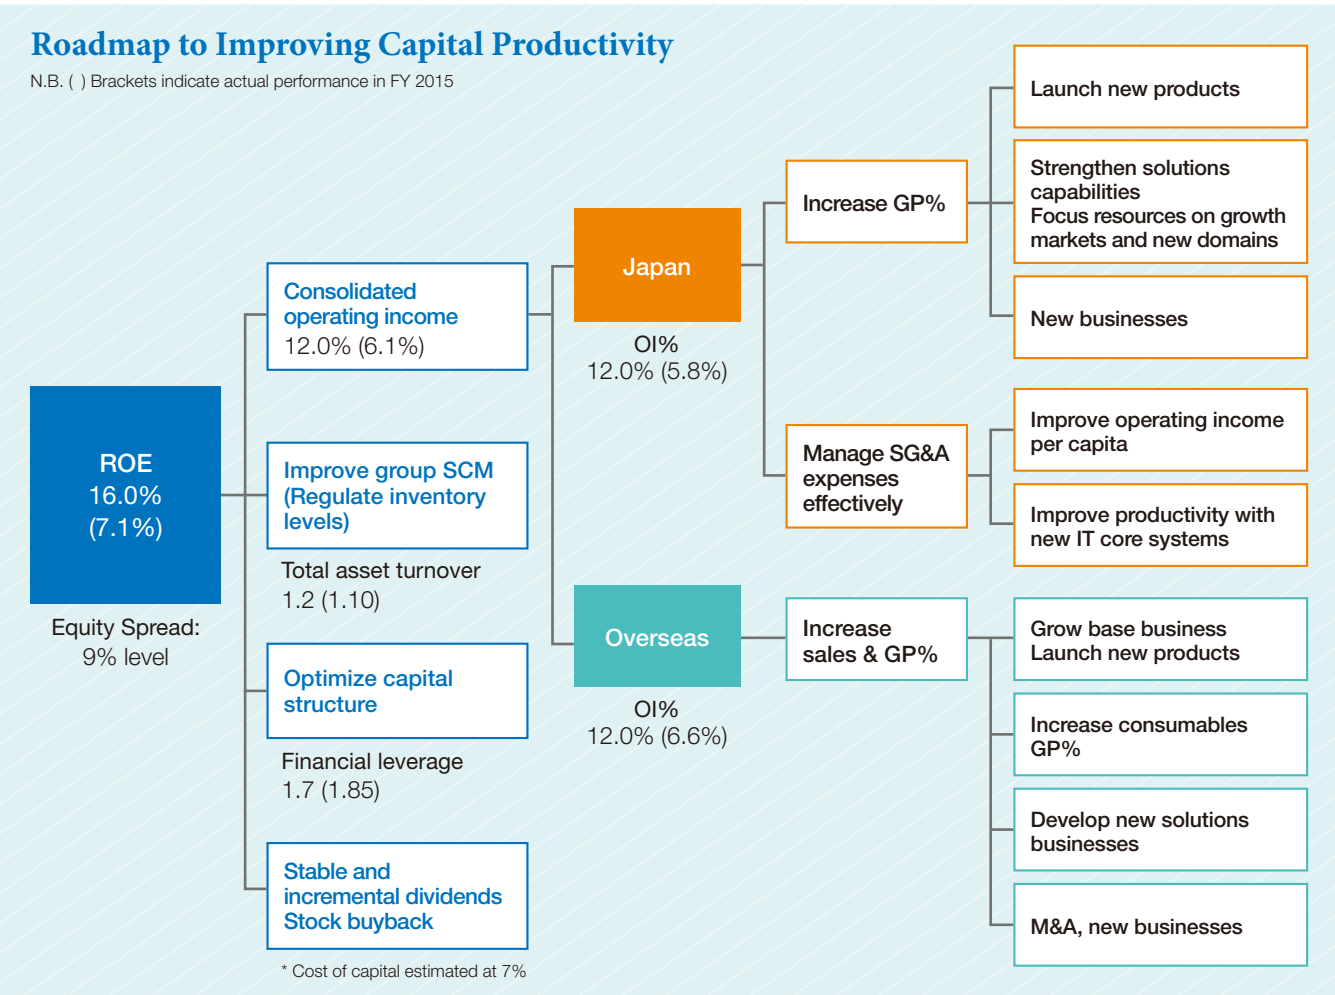 Roadmap to Improving Capital Productivity
N.B. ( ) Brackets indicate actual performance in FY 2015
ROE
16.0%
(7.1%)
Equity Spread:
9% level
Consolidated
operating income
12.0% (6.1%)
Improve group SCM
(Regulate inventory
levels)
Total asset turnover
1.2 (1.10)
Optimize capital
structure
Financial leverage
1.7 (1.85)
Stable and
incremental dividends
Stock buyback
* Cost of capital estimated at 7%
Japan
OI%
12.0% (5.8%)
Overseas
OI%
12.0% (6.6%)
Increase GP%
Manage SG&A
expenses
effectively
Increase
sales & GP%
Launch new products
Strengthen solutions
capabilities
Focus resources on growth
markets and new domains
New businesses
Improve operating income
per capita
Improve productivity with
new IT core systems
Grow base business
Launch new products
Increase consumables
GP%
Develop new solutions
businesses
M&A, new businesses